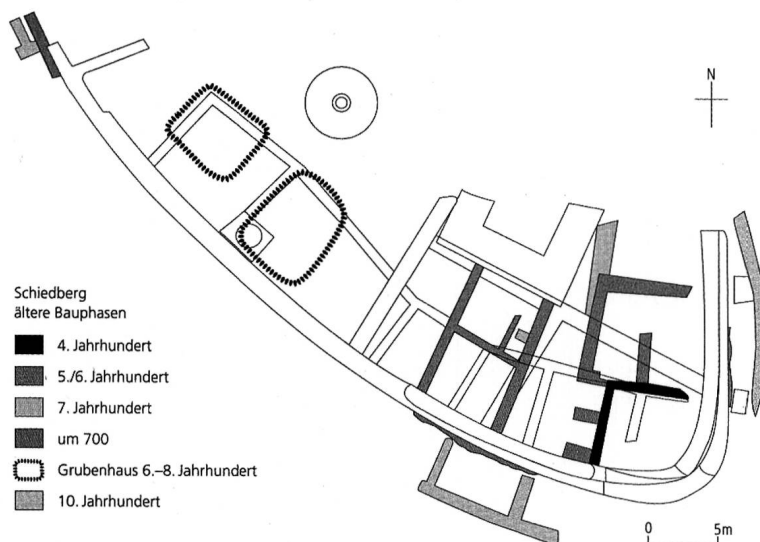 N
Schiedberg
ältere Bauphasen
4. Jahrhundert
5./6. Jahrhundert
7. Jahrhundert
um 700
Grubenhaus 6.–8. Jahrhundert
10. Jahrhundert
0 5m